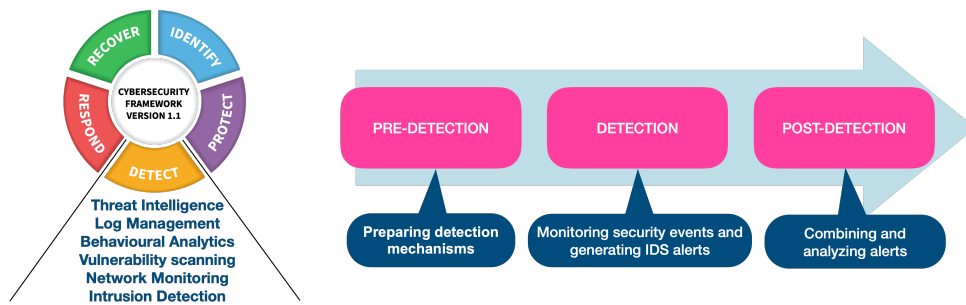 RECOVER
IDENTIFY
PROTECT
DETECT
RESPOND
CYBERSECURITY
FRAMEWORK
VERSION 1.1
Threat Intelligence
Log Management
Behavioural Analytics
Vulnerability scanning
Network Monitoring
Intrusion Detection
PRE-DETECTION
DETECTION
POST-DETECTION
Preparing detection
mechanisms
Monitoring security events and
generating IDS alerts
Combining and
analyzing alerts